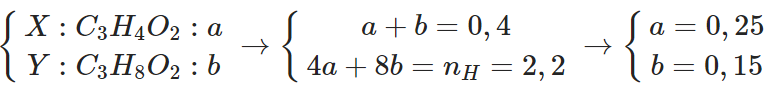 { X : C₃H₄O₂ : a → { a + b = 0, 4 → { a = 0, 25
Y : C₃H₈O₂ : b 4a + 8b = n_H = 2, 2 b = 0, 15